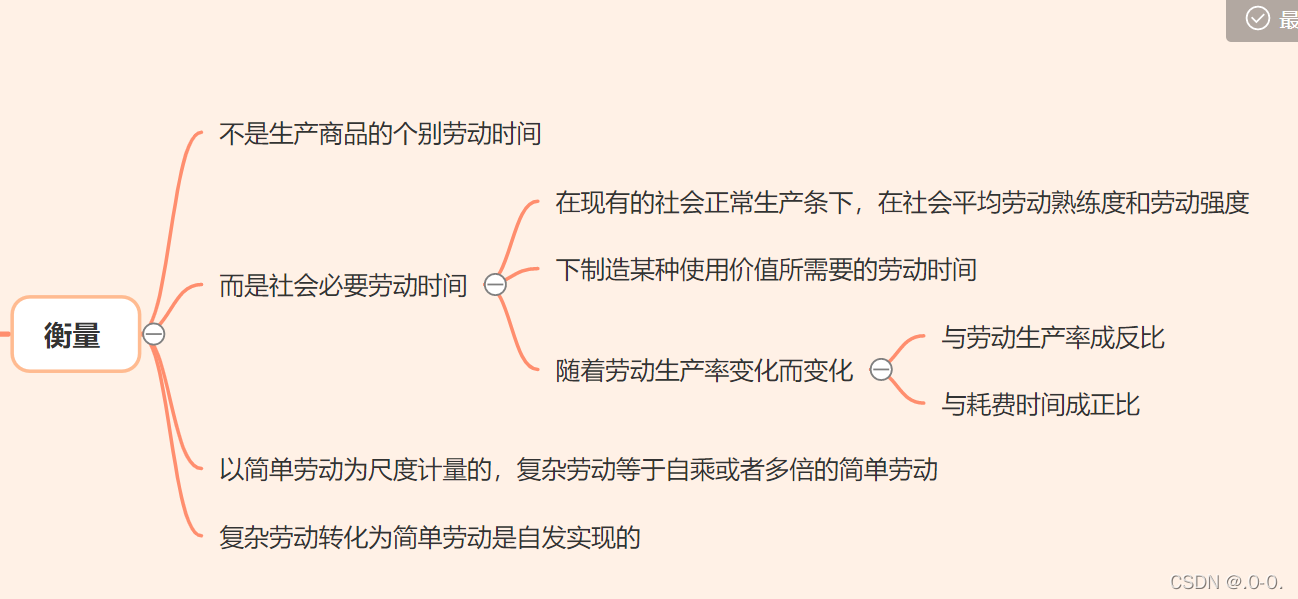 最
不是生产商品的个别劳动时间
在现有的社会正常生产条下，在社会平均劳动熟练度和劳动强度
下制造某种使用价值所需要的劳动时间
而是社会必要劳动时间
衡量
与劳动生产率成反比
随着劳动生产率变化而变化
与耗费时间成正比
以简单劳动为尺度计量的，复杂劳动等于自乘或者多倍的简单劳动
复杂劳动转化为简单劳动是自发实现的
CSDN @.0-0.